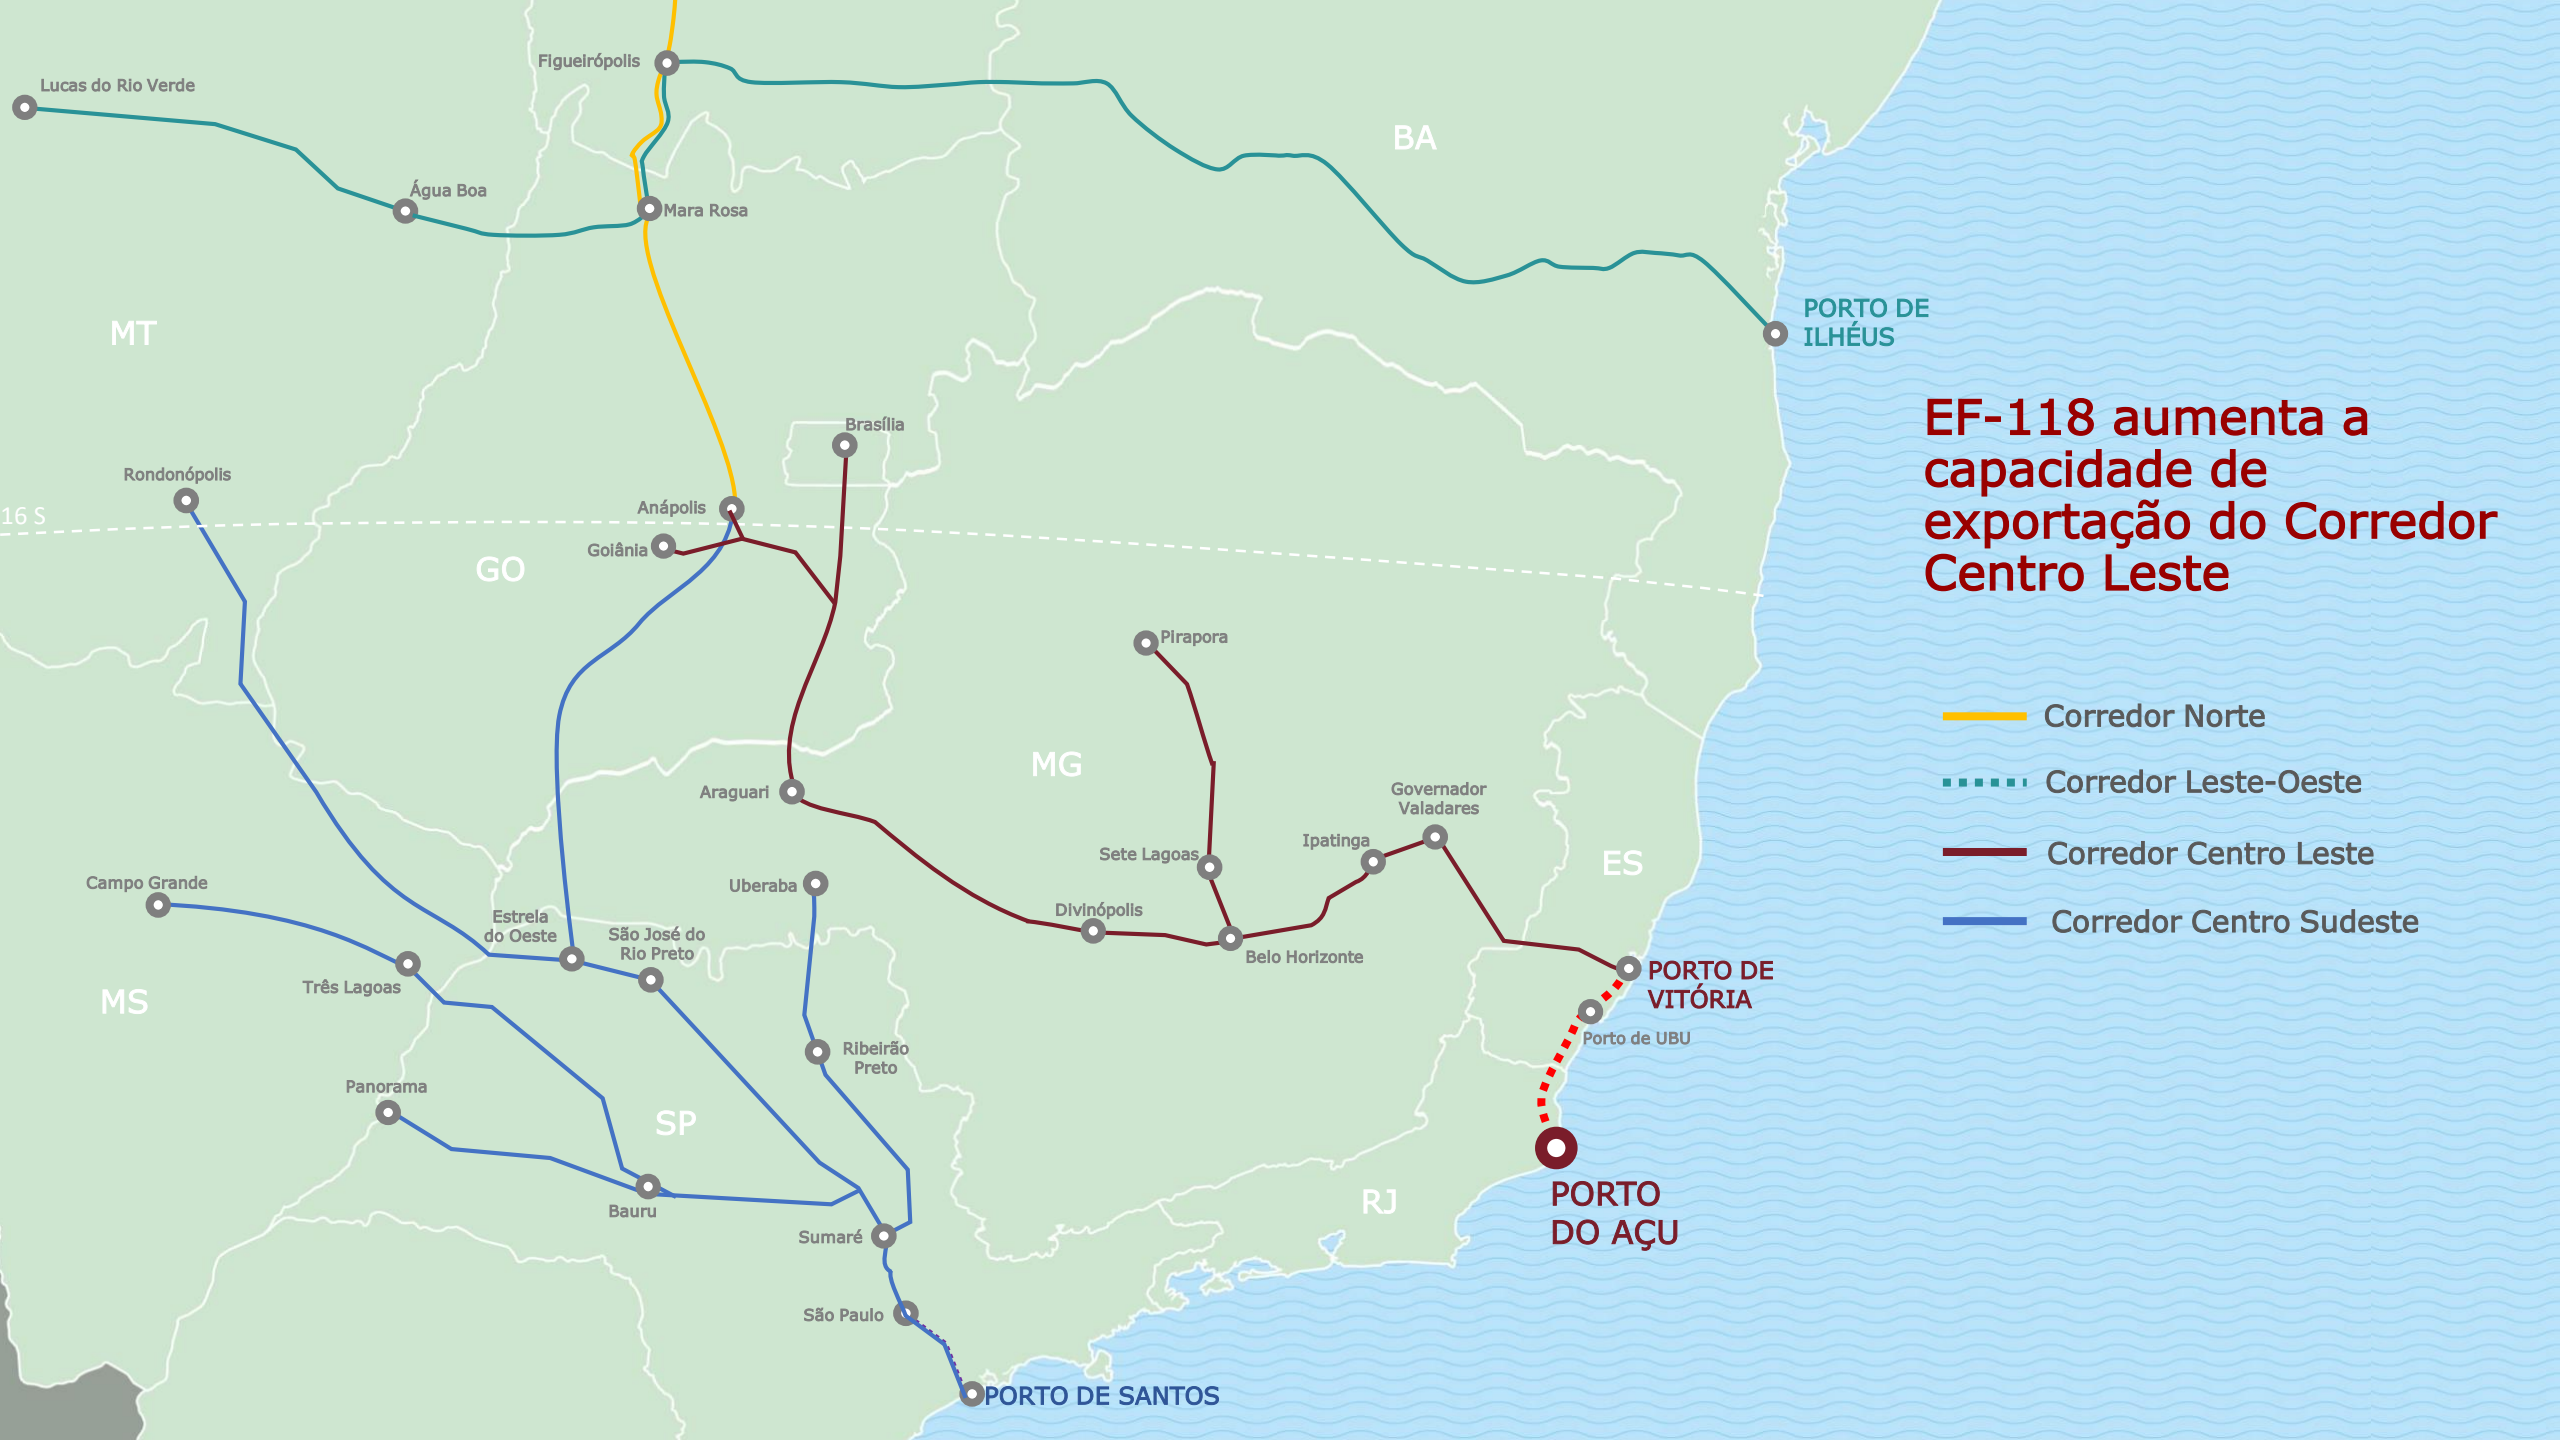 Figueirópolis
Lucas do Rio Verde
BA
Água Boa
Mara Rosa
PORTO DE
ILHÉUS
MT
EF-118 aumenta a
capacidade de
exportação do Corredor
Centro Leste
Brasília
Rondonópolis
Anápolis
16 S
Goiânia
GO
Pirapora
Corredor Norte
MG
Corredor Leste-Oeste
Araguari
Governador
Valadares
Ipatinga
Sete Lagoas
Corredor Centro Leste
ES
Campo Grande
Uberaba
Divinópolis
Estrela
do Oeste
São José do
Rio Preto
Corredor Centro Sudeste
Belo Horizonte
PORTO DE
VITÓRIA
Três Lagoas
MS
Porto de UBU
Ribeirão
Preto
Panorama
SP
PORTO
DO AÇU
RJ
Bauru
Sumaré
São Paulo
PORTO DE SANTOS